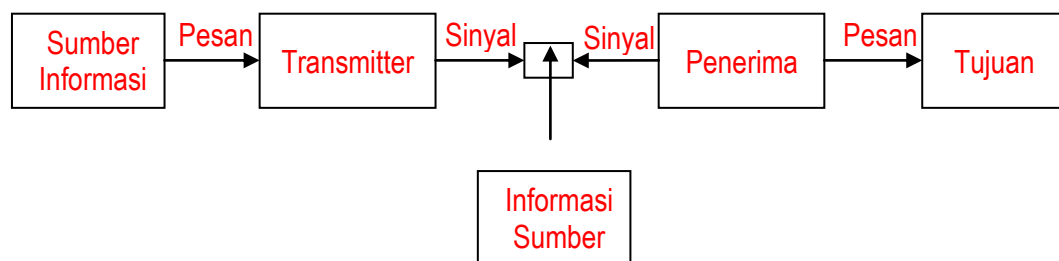 Sumber
Informasi
Pesan
Transmitter
Sinyal
Sinyal
Penerima
Pesan
Tujuan
Informasi
Sumber